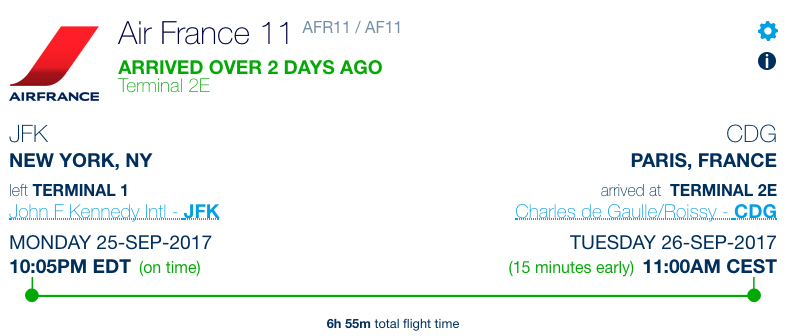 Air France 11 AFR11 / AF11
ARRIVED OVER 2 DAYS AGO
Terminal 2E
AIRFRANCE
i
JFK
CDG
NEW YORK, NY
PARIS, FRANCE
left TERMINAL 1
arrived at TERMINAL 2E
John F Kennedy Intl - JFK
Charles de Gaulle/Roissy - CDG
MONDAY 25-SEP-2017
TUESDAY 26-SEP-2017
10:05PM EDT (on time)
(15 minutes early) 11:00AM CEST
6h 55m total flight time